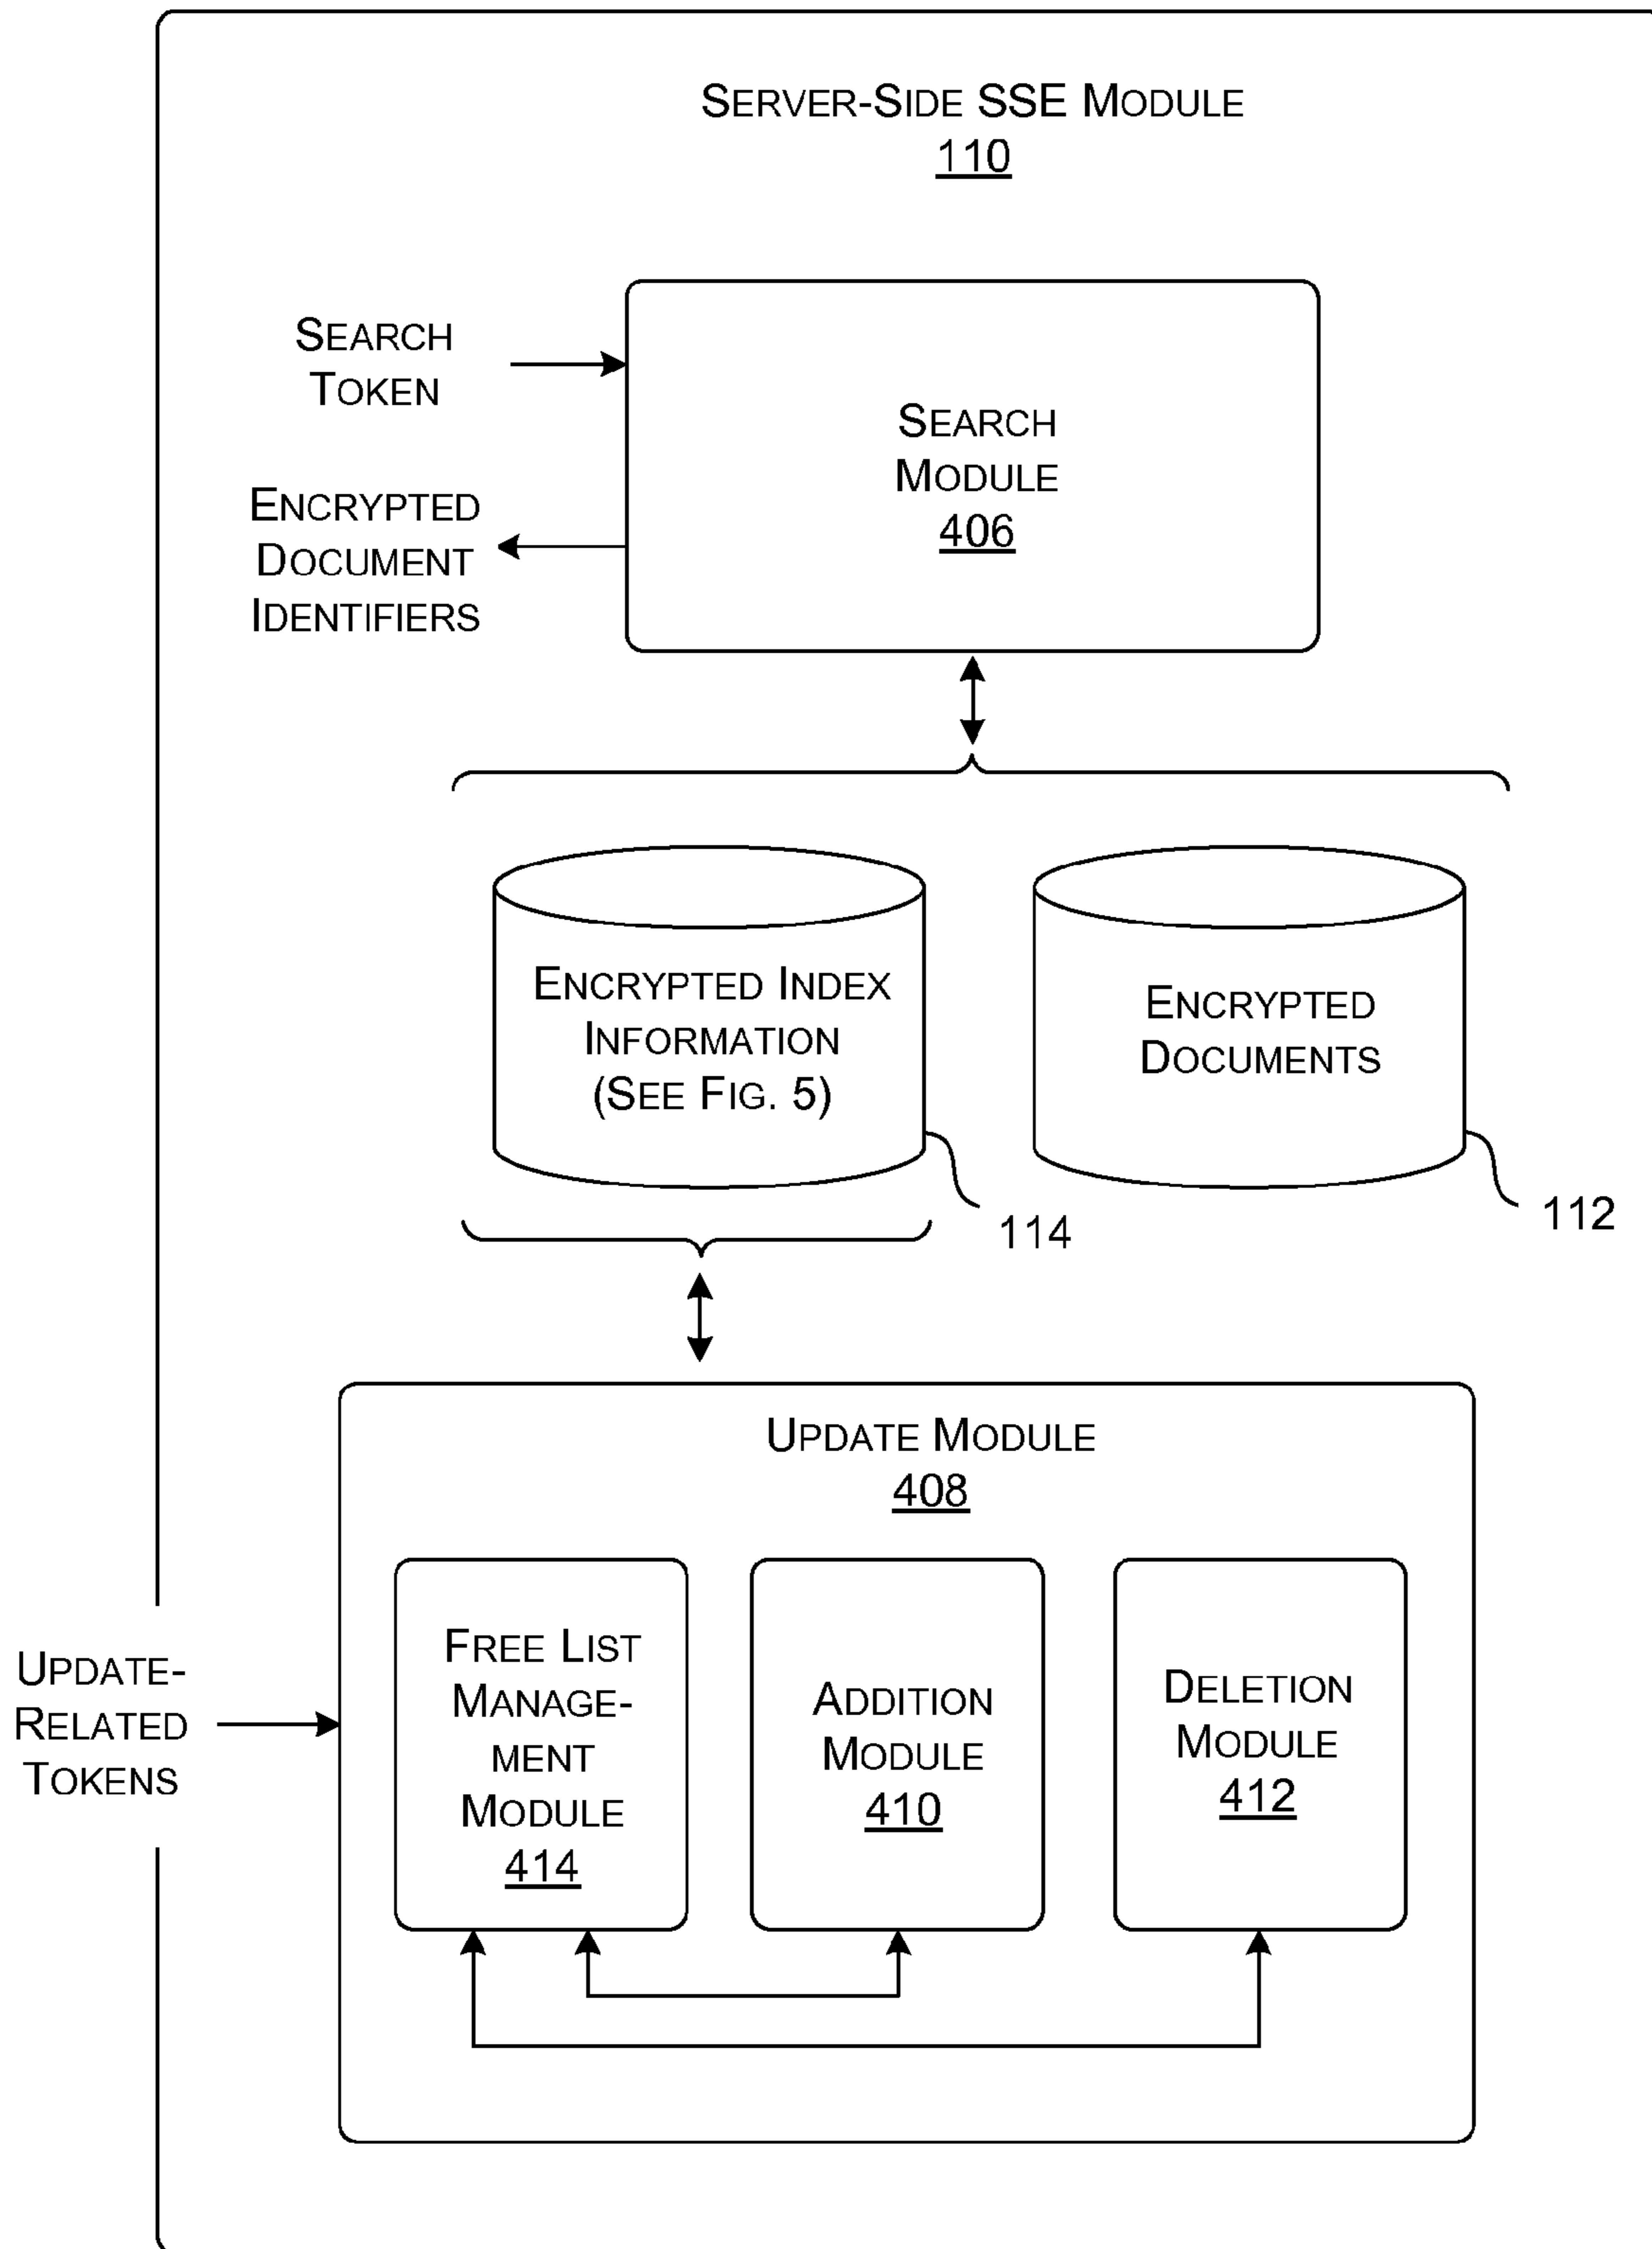 Server-Side SSE Module
110
Search
Token
Search
Module
406
Encrypted
Document
Identifiers
Encrypted Index
Information
(See Fig. 5)
Encrypted
Documents
114
112
Update Module
408
Update-
Related
Tokens
Free List
Manage-
ment
Module
414
Addition
Module
410
Deletion
Module
412